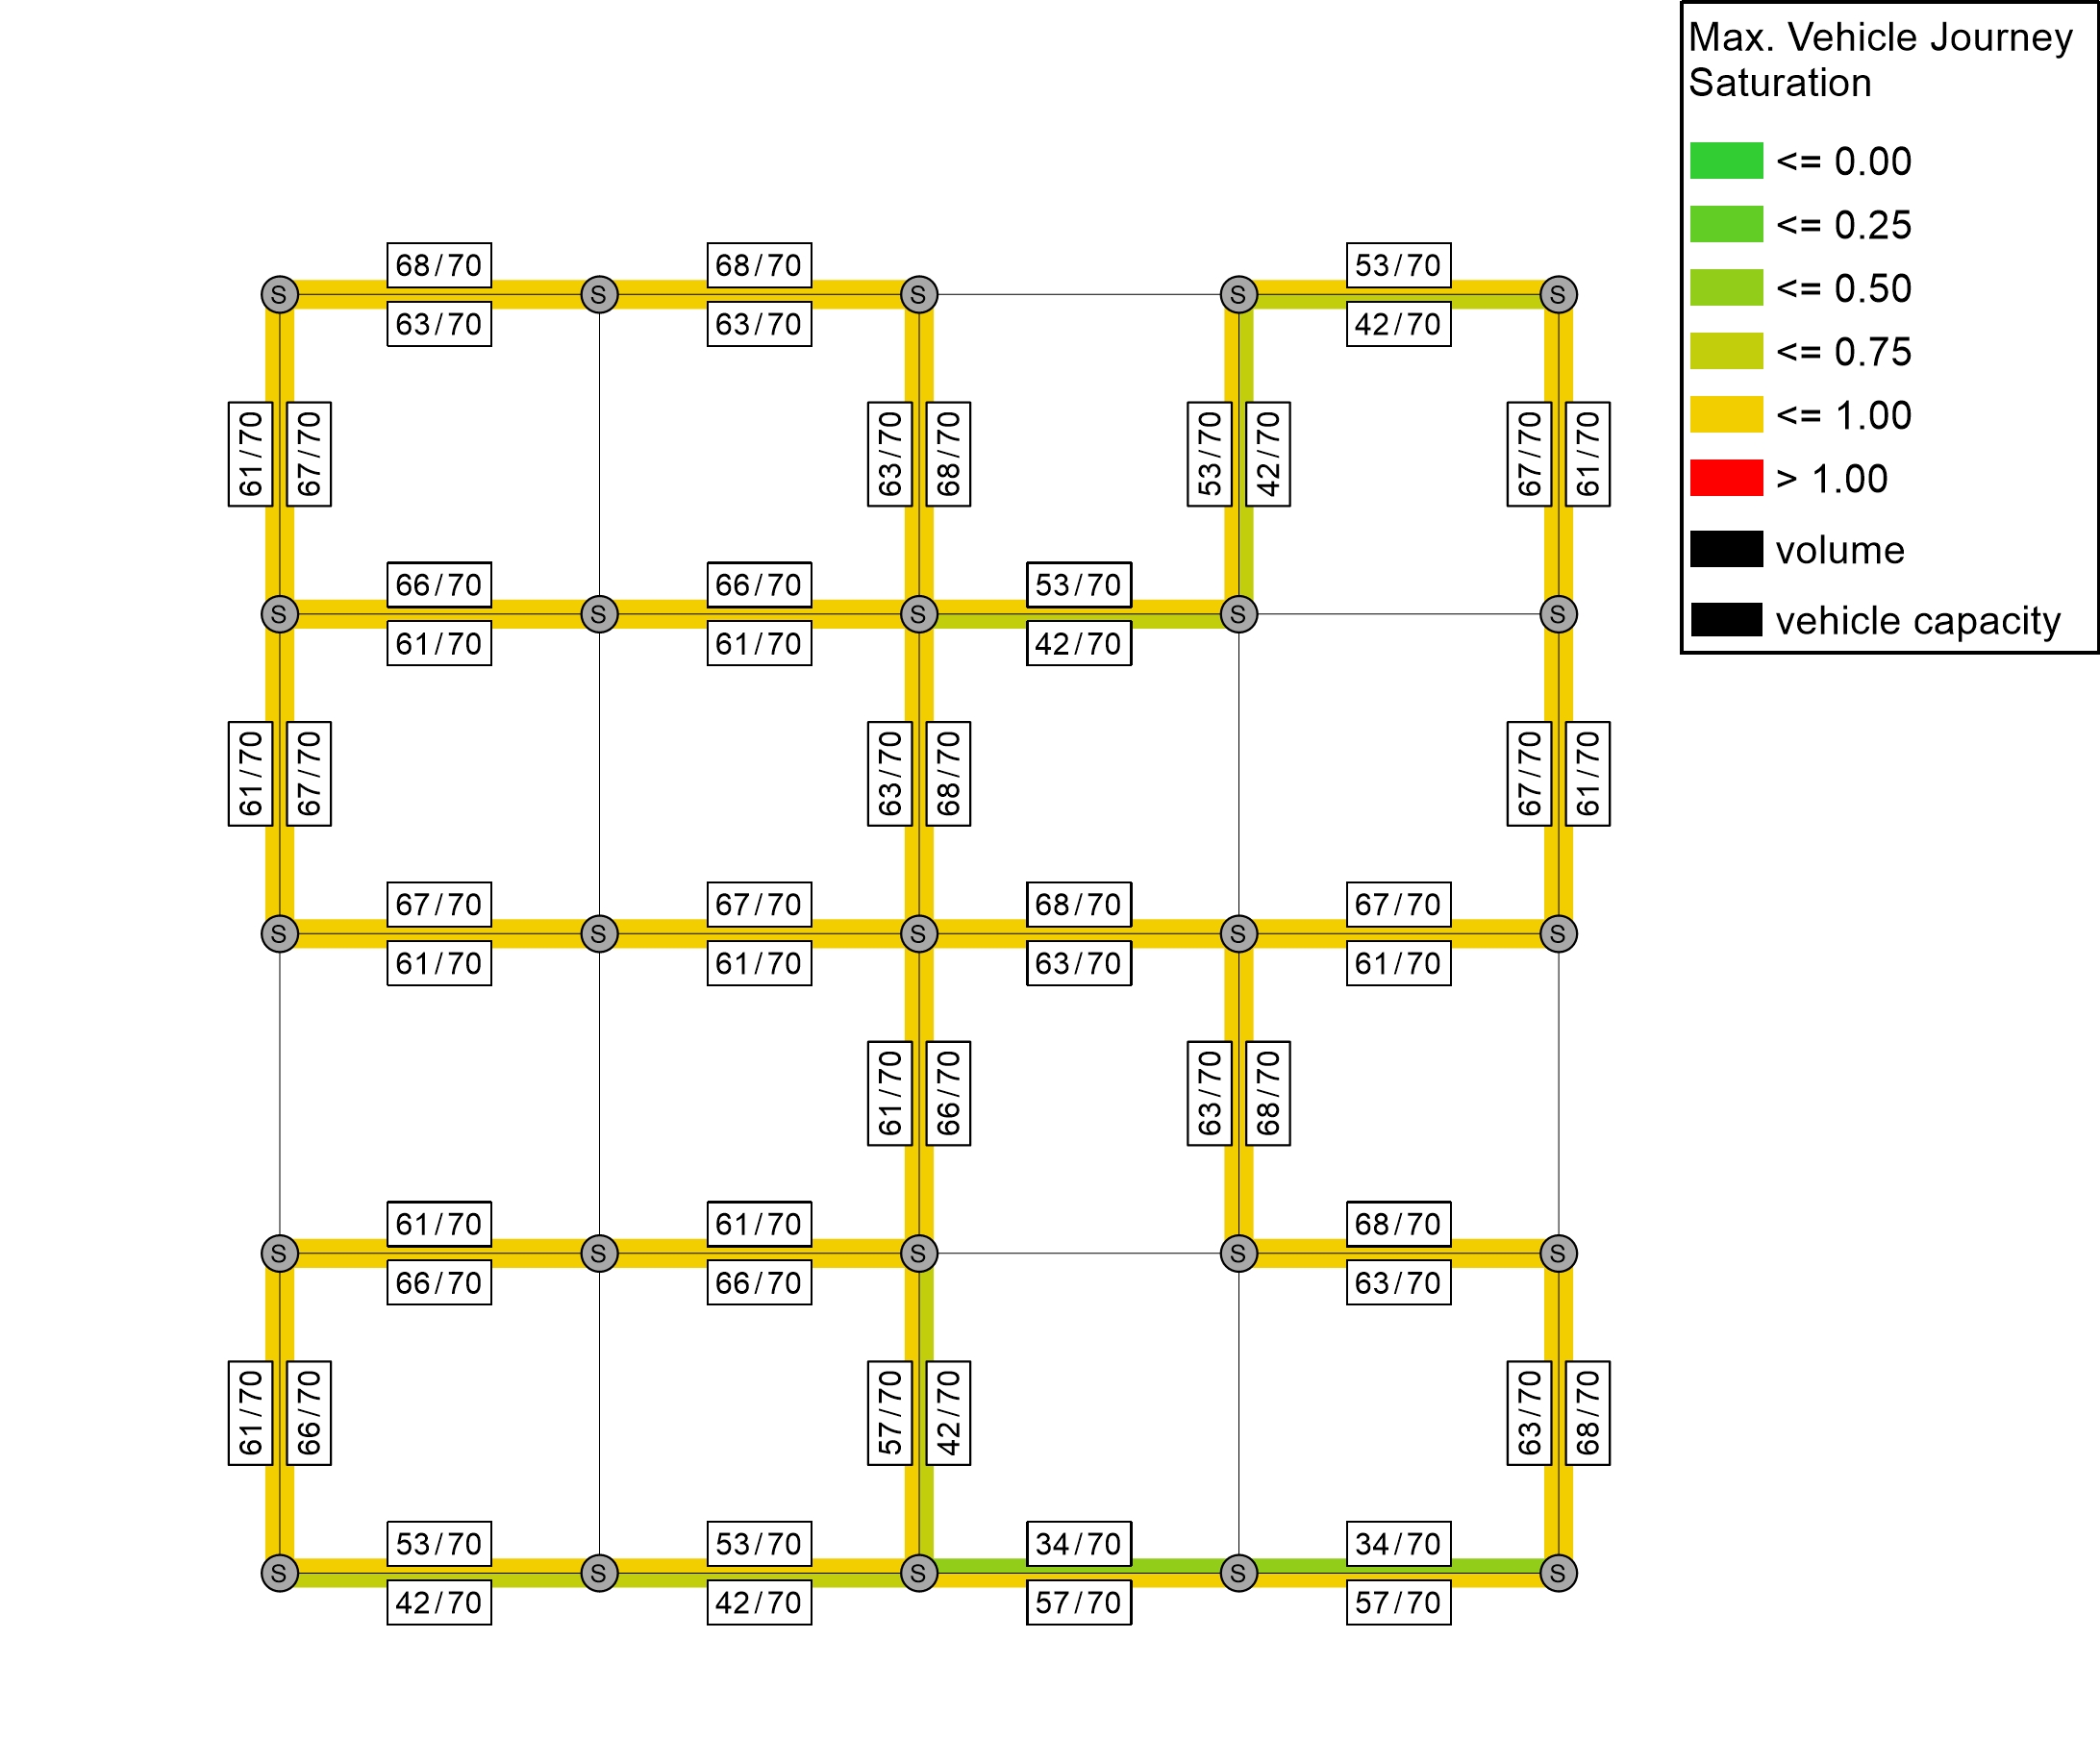 Max. Vehicle Journey
Saturation
<= 0.00
<= 0.25
<= 0.50
<= 0.75
<= 1.00
> 1.00
volume
vehicle capacity
68/70 68/70 53/70
S S S S S
63/70 63/70 42/70
61/70 67/70 63/70 68/70 53/70 42/70 67/70 61/70
66/70 66/70 53/70
S S S S S
61/70 61/70 42/70
61/70 67/70 63/70 68/70 67/70 61/70
67/70 67/70 68/70 67/70
S S S S S
61/70 61/70 63/70 61/70
61/70 66/70 63/70 68/70
61/70 61/70 68/70
S S S S S
66/70 66/70 63/70
61/70 66/70 57/70 42/70 63/70 68/70
53/70 53/70 34/70 34/70
S S S S S
42/70 42/70 57/70 57/70